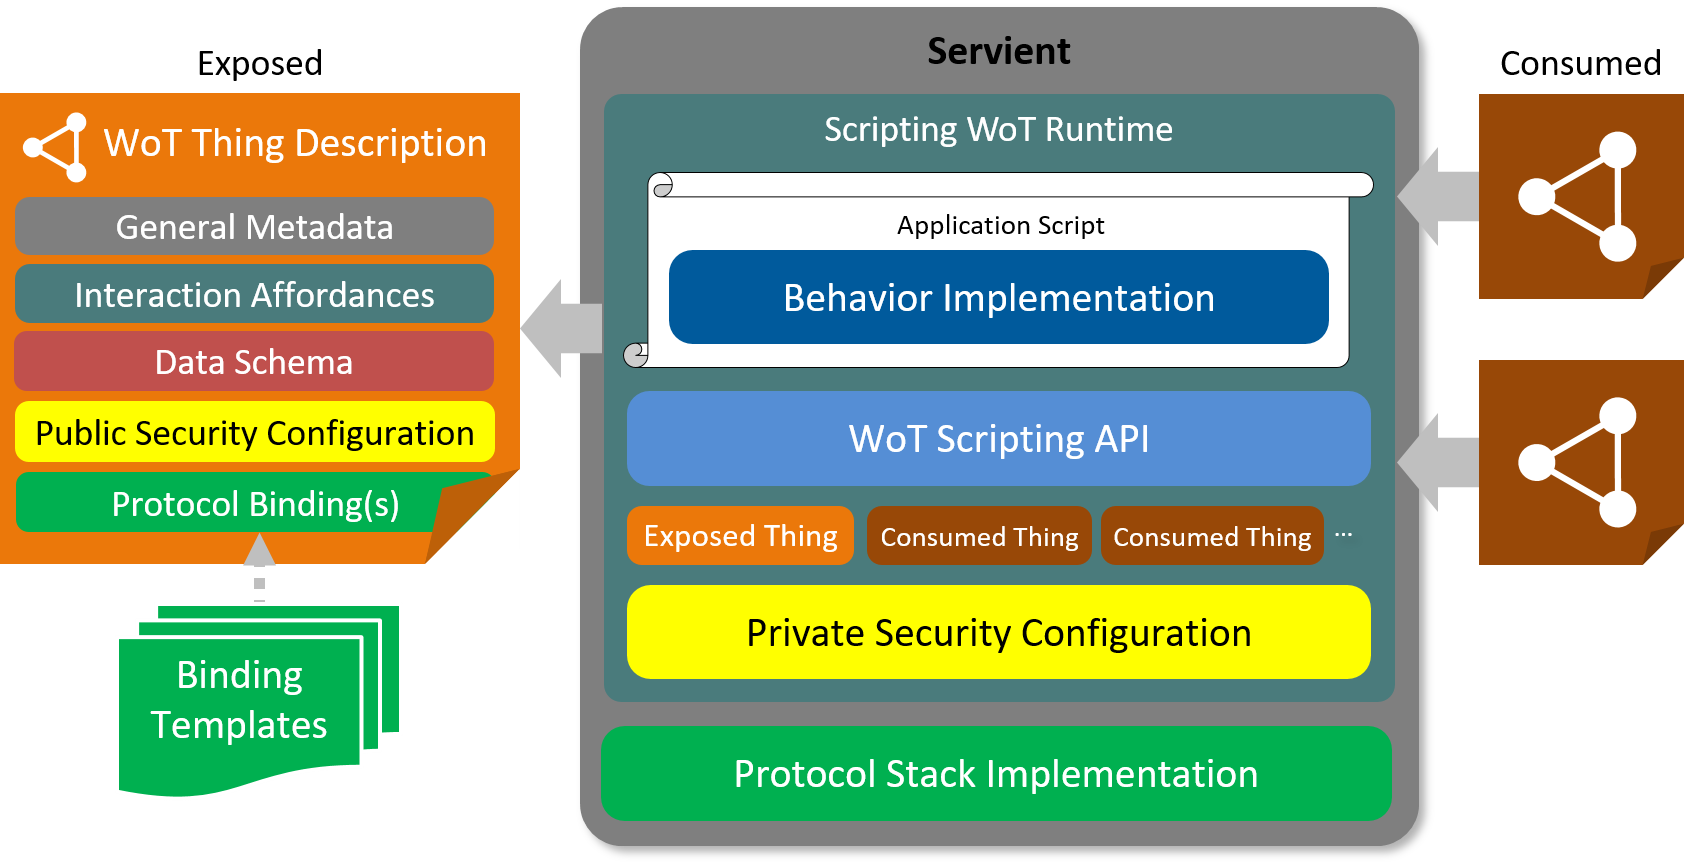 Exposed
WoT Thing Description
General Metadata
Interaction Affordances
Data Schema
Public Security Configuration
Protocol Binding(s)
Binding
Templates
Servient
Scripting WoT Runtime
Application Script
Behavior Implementation
WoT Scripting API
Exposed Thing
Consumed Thing
Consumed Thing
...
Private Security Configuration
Protocol Stack Implementation
Consumed